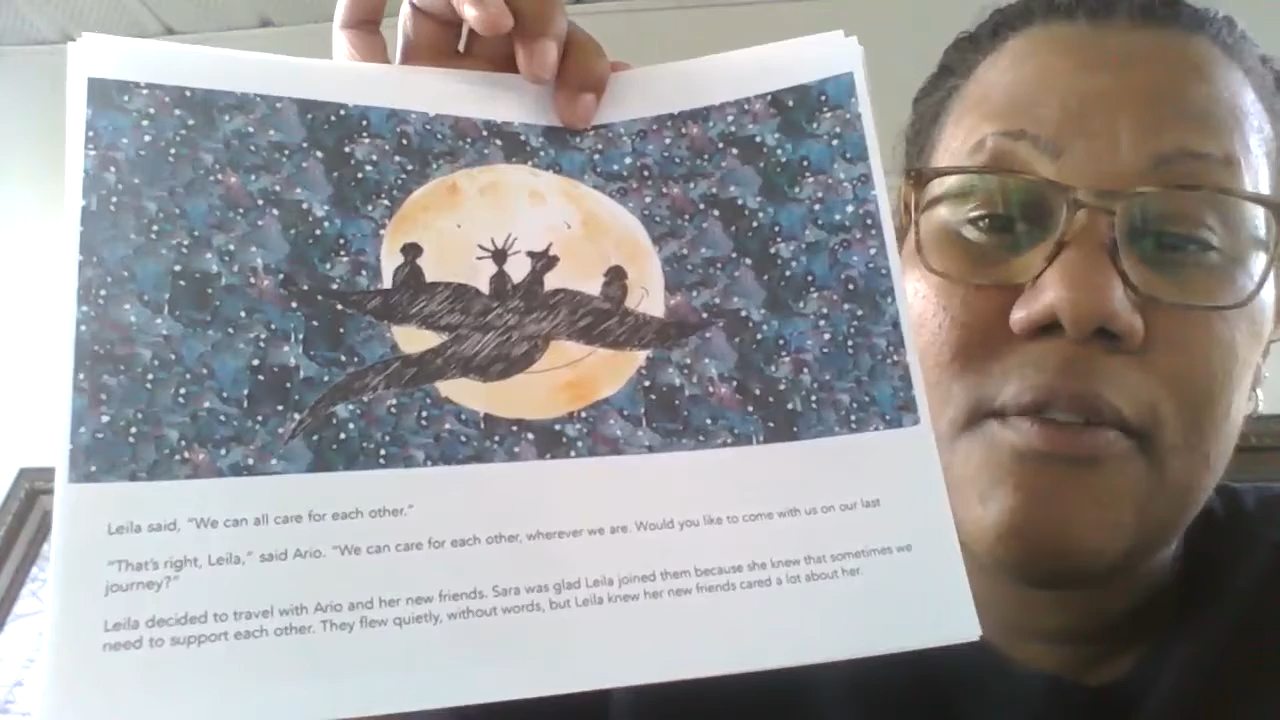 Leila said, "We can all care for each other."
"That's right, Leila," said Ario. "We can care for each other, wherever we are. Would you like to come with us on our last
journey?"
Leila decided to travel with Ario and her new friends. Sara was glad Leila joined them because she knew that sometimes we
need to support each other. They flew quietly, without words, but Leila knew her new friends cared a lot about her.